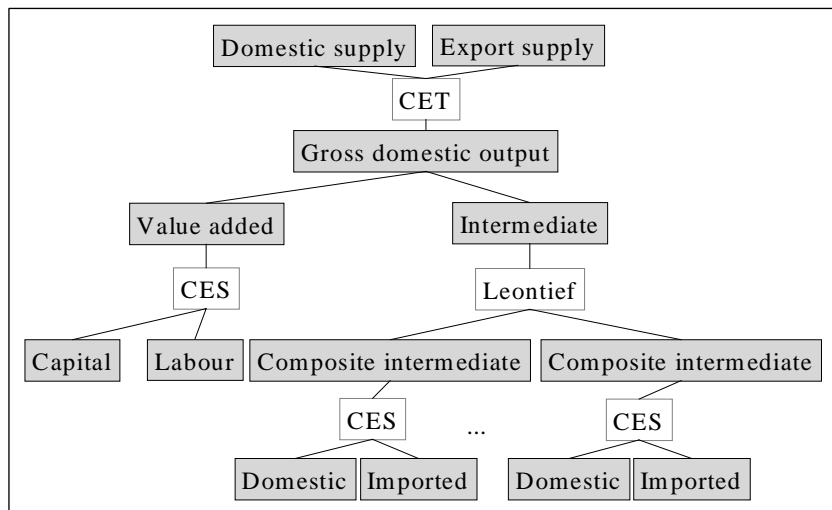 Domestic supply
Export supply
CET
Gross domestic output
Value added
Intermediate
CES
Leontief
Capital
Labour
Composite intermediate
Composite intermediate
CES
...
CES
Domestic
Imported
Domestic
Imported